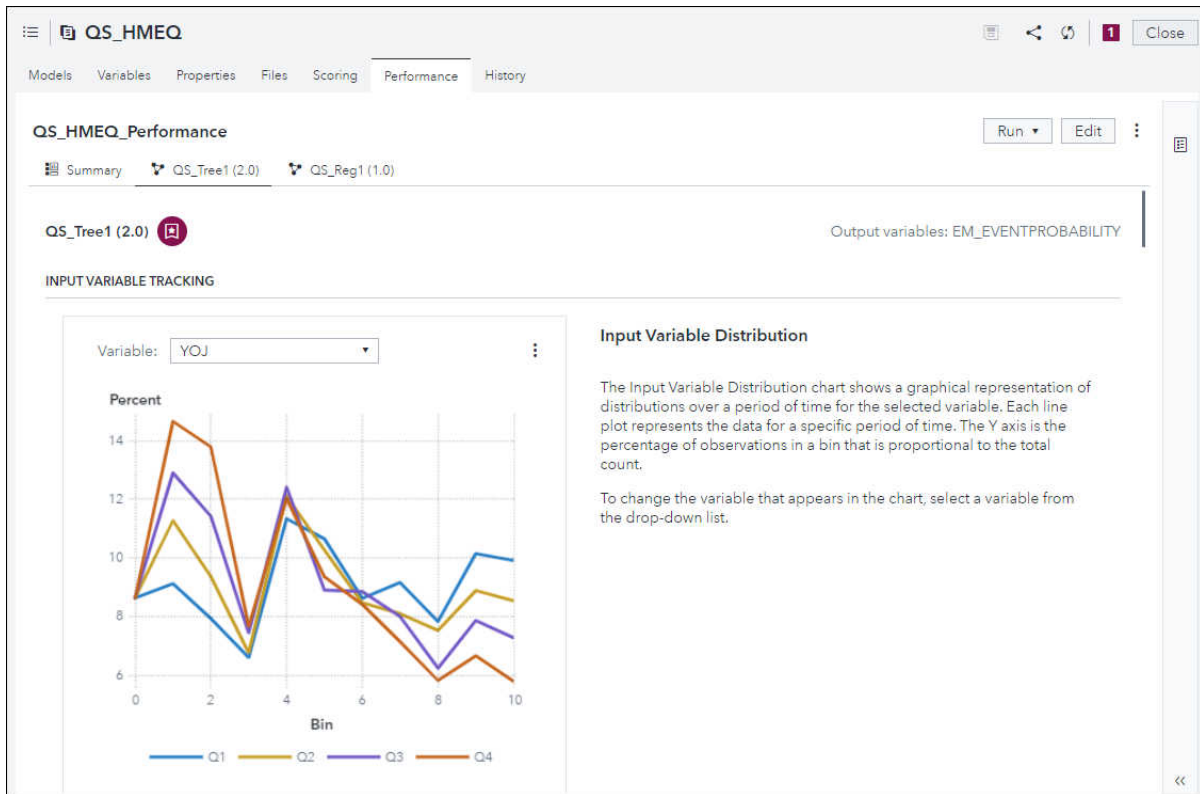 QS_HMEQ
1
Close
Models Variables Properties Files Scoring Performance History
QS_HMEQ_Performance
Run Edit
Summary QS_Tree1 (2.0) QS_Reg1 (1.0)
QS_Tree1 (2.0)
Output variables: EM_EVENTPROBABILITY
INPUT VARIABLE TRACKING
Variable: YOJ
Percent
14
12
10
8
6
0 2 4 6 8 10
Bin
Q1 Q2 Q3 Q4
Input Variable Distribution
The Input Variable Distribution chart shows a graphical representation of
distributions over a period of time for the selected variable. Each line
plot represents the data for a specific period of time. The Y axis is the
percentage of observations in a bin that is proportional to the total
count.
To change the variable that appears in the chart, select a variable from
the drop-down list.